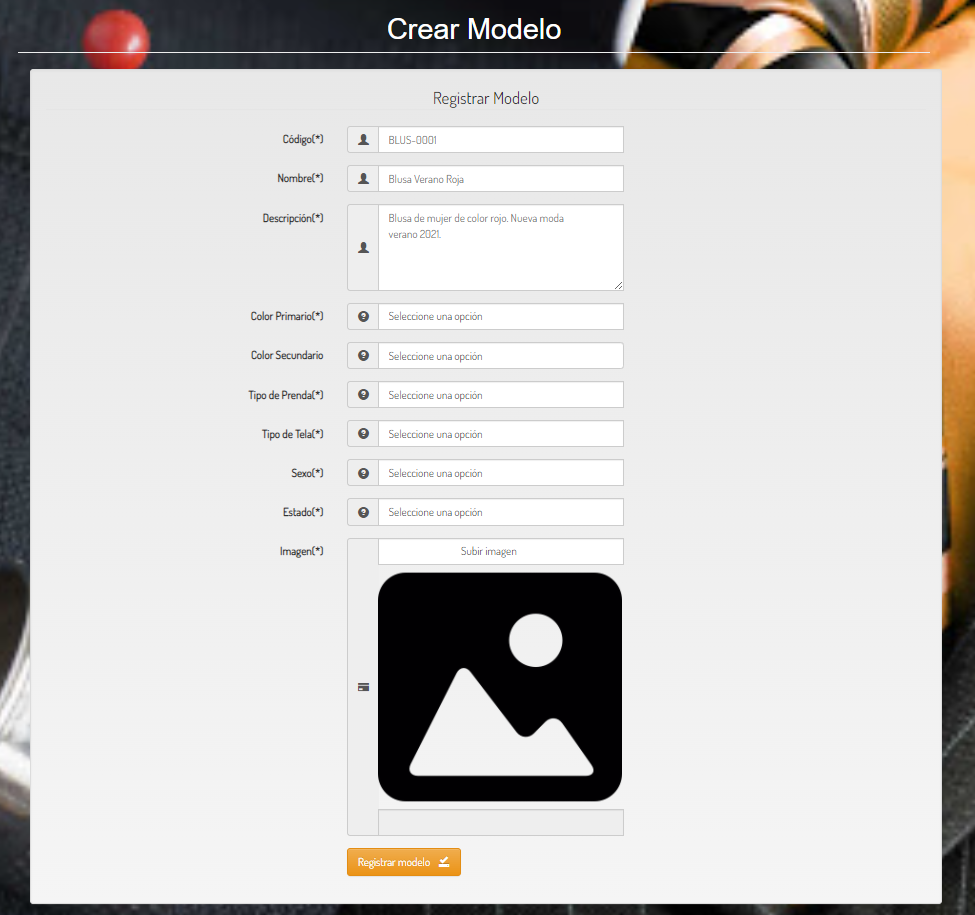 Crear Modelo
Registrar Modelo
Código(*)
BLUS-0001
Nombre(*)
Blusa Verano Roja
Descripción(*)
Blusa de mujer de color rojo. Nueva moda
verano 2021.
Color Primario(*)
Seleccione una opción
Color Secundario
Seleccione una opción
Tipo de Prenda(*)
Seleccione una opción
Tipo de Tela(*)
Seleccione una opción
Sexo(*)
Seleccione una opción
Estado(*)
Seleccione una opción
Imagen(*)
Subir imagen
Registrar modelo